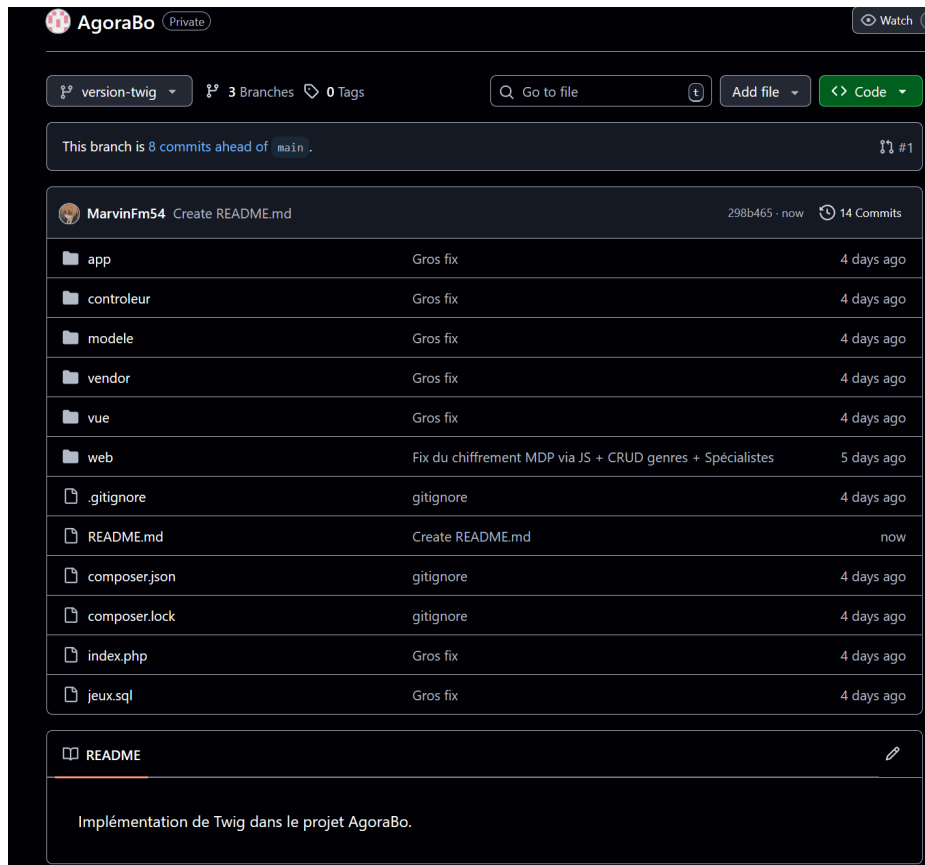 AgoraBo Private Watch
version-twig 3 Branches 0 Tags Go to file t Add file <> Code
This branch is 8 commits ahead of main . #1
MarvinFm54 Create README.md 298b465 · now 14 Commits
app Gros fix 4 days ago
controleur Gros fix 4 days ago
modele Gros fix 4 days ago
vendor Gros fix 4 days ago
vue Gros fix 4 days ago
web Fix du chiffrement MDP via JS + CRUD genres + Spécialistes 5 days ago
.gitignore gitignore 4 days ago
README.md Create README.md now
composer.json gitignore 4 days ago
composer.lock gitignore 4 days ago
index.php Gros fix 4 days ago
jeux.sql Gros fix 4 days ago
README
Implémentation de Twig dans le projet AgoraBo.